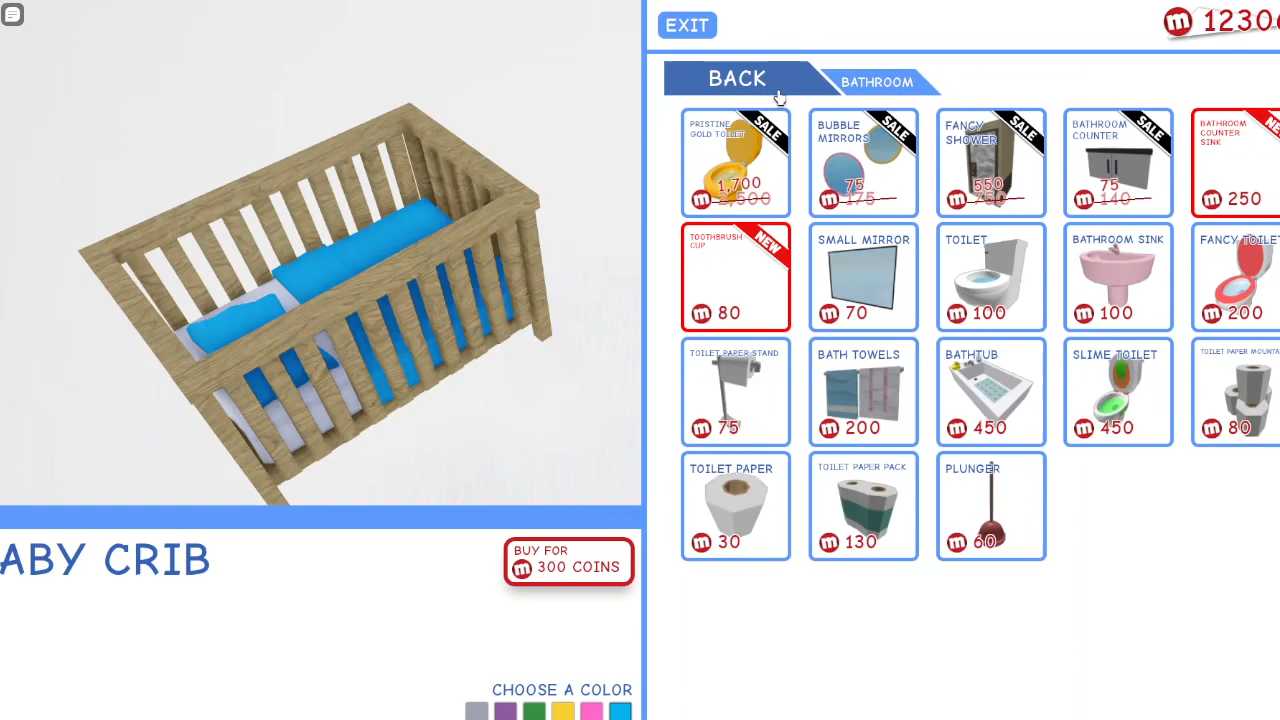 EXIT
BACK
BATHROOM
PRISTINE
GOLD TOILET
SALE
1,700
2,500
BUBBLE
MIRRORS
SALE
75
175
FANCY
SHOWER
SALE
550
BATHROOM
COUNTER
SALE
75
140
BATHROOM
COUNTER
SINK
250
TOOTHBRUSH
CUP
NEW
80
SMALL MIRROR
70
TOILET
100
BATHROOM SINK
100
FANCY TOILET
200
TOILET PAPER STAND
75
BATH TOWELS
200
BATHTUB
450
SLIME TOILET
450
TOILET PAPER MOUNTA
80
TOILET PAPER
30
TOILET PAPER PACK
130
PLUNGER
60
ABY CRIB
BUY FOR
300 COINS
CHOOSE A COLOR